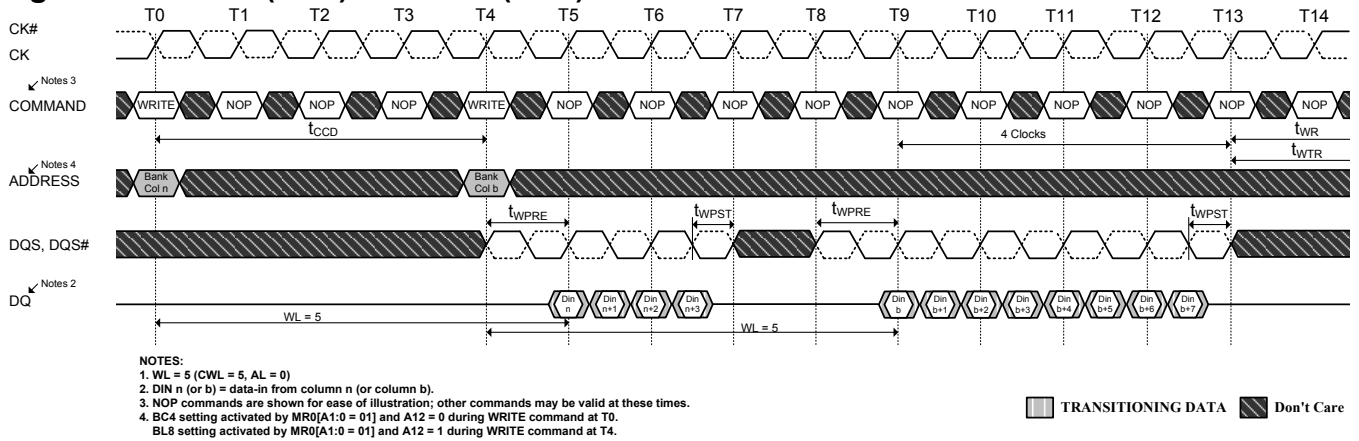 T0 T1 T2 T3 T4 T5 T6 T7 T8 T9 T10 T11 T12 T13 T14
CK#
CK
Notes 3
COMMAND
WRITE NOP NOP NOP WRITE NOP NOP NOP NOP NOP NOP NOP NOP NOP NOP
tCCD
4 Clocks
tWR
tWTR
Notes 4
ADDRESS
Bank
Col n
Bank
Col b
tWPRE tWPST tWPRE tWPST
DQS, DQS#
Notes 2
DQ
Din
n
Din
n+1
Din
n+2
Din
n+3
Din
b
Din
b+1
Din
b+2
Din
b+3
Din
b+4
Din
b+5
Din
b+6
Din
b+7
WL = 5
WL = 5
NOTES:
1. WL = 5 (CWL = 5, AL = 0)
2. DIN n (or b) = data-in from column n (or column b).
3. NOP commands are shown for ease of illustration; other commands may be valid at these times.
4. BC4 setting activated by MR0[A1:0 = 01] and A12 = 0 during WRITE command at T0.
BL8 setting activated by MR0[A1:0 = 01] and A12 = 1 during WRITE command at T4.
TRANSITIONING DATA
Don't Care